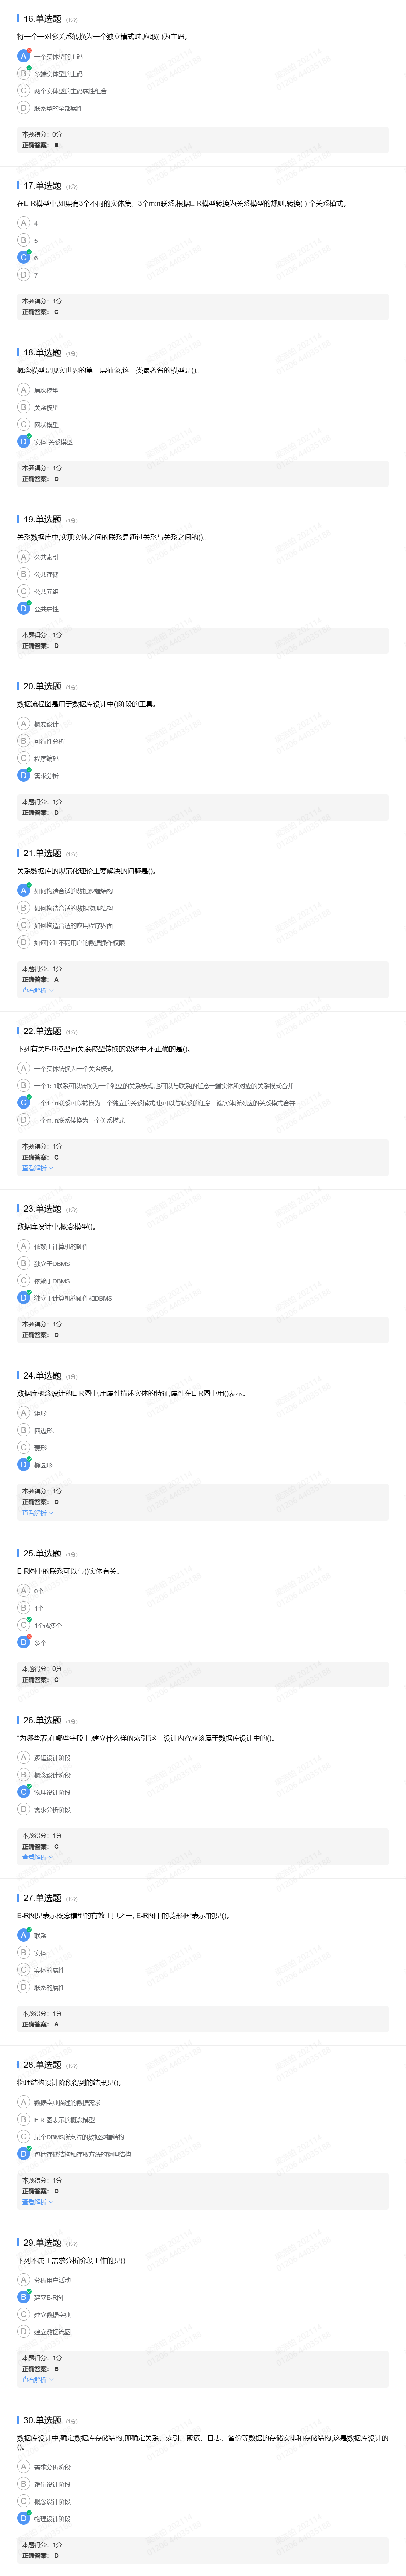 16.单选题 (1分)
将一个一对多关系转换为一个独立模式时,应取( )为主码。
A 一个实体型的主码
B 多端实体型的主码
C 两个实体型的主码属性组合
D 联系型的全部属性
本题得分: 0分
正确答案: B
17.单选题 (1分)
在E-R模型中,如果有3个不同的实体集、3个m:n联系,根据E-R模型转换为关系模型的规则,转换( ) 个关系模式。
A 4
B 5
C 6
D 7
本题得分: 1分
正确答案: C
18.单选题 (1分)
概念模型是现实世界的第一层抽象,这一类最著名的模型是()。
A 层次模型
B 关系模型
C 网状模型
D 实体-关系模型
本题得分: 1分
正确答案: D
19.单选题 (1分)
关系数据库中,实现实体之间的联系是通过关系与关系之间的()。
A 公共索引
B 公共存储
C 公共元组
D 公共属性
本题得分: 1分
正确答案: D
20.单选题 (1分)
数据流程图是用于数据库设计中()阶段的工具。
A 概要设计
B 可行性分析
C 程序编码
D 需求分析
本题得分: 1分
正确答案: D
21.单选题 (1分)
关系数据库的规范化理论主要解决的问题是()。
A 如何构造合适的数据逻辑结构
B 如何构造合适的数据物理结构
C 如何构造合适的应用程序界面
D 如何控制不同用户的数据操作权限
本题得分: 1分
正确答案: A
查看解析
22.单选题 (1分)
下列有关E-R模型向关系模型转换的叙述中,不正确的是()。
A 一个实体转换为一个关系模式
B 一个1: 1联系可以转换为一个独立的关系模式,也可以与联系的任意一端实体所对应的关系模式合并
C 一个1 : n联系可以转换为一个独立的关系模式,也可以与联系的任意一端实体所对应的关系模式合并
D 一个m: n联系转换为一个关系模式
本题得分: 1分
正确答案: C
查看解析
23.单选题 (1分)
数据库设计中,概念模型()。
A 依赖于计算机的硬件
B 独立于DBMS
C 依赖于DBMS
D 独立于计算机的硬件和DBMS
本题得分: 1分
正确答案: D
24.单选题 (1分)
数据库概念设计的E-R图中,用属性描述实体的特征,属性在E-R图中用()表示。
A 矩形
B 四边形.
C 菱形
D 椭圆形
本题得分: 1分
正确答案: D
查看解析
25.单选题 (1分)
E-R图中的联系可以与()实体有关。
A 0个
B 1个
C 1个或多个
D 多个
本题得分: 0分
正确答案: C
26.单选题 (1分)
“为哪些表,在哪些字段上,建立什么样的索引”这一设计内容应该属于数据库设计中的()。
A 逻辑设计阶段
B 概念设计阶段
C 物理设计阶段
D 需求分析阶段
本题得分: 1分
正确答案: C
查看解析
27.单选题 (1分)
E-R图是表示概念模型的有效工具之一, E-R图中的菱形框“表示”的是()。
A 联系
B 实体
C 实体的属性
D 联系的属性
本题得分: 1分
正确答案: A
28.单选题 (1分)
物理结构设计阶段得到的结果是()。
A 数据字典描述的数据需求
B E-R 图表示的概念模型
C 某个DBMS所支持的数据逻辑结构
D 包括存储结构和存取方法的物理结构
本题得分: 1分
正确答案: D
查看解析
29.单选题 (1分)
下列不属于需求分析阶段工作的是()
A 分析用户活动
B 建立E-R图
C 建立数据字典
D 建立数据流图
本题得分: 1分
正确答案: B
查看解析
30.单选题 (1分)
数据库设计中,确定数据库存储结构,即确定关系、索引、聚簇、日志、备份等数据的存储安排和存储结构,这是数据库设计的
()。
A 需求分析阶段
B 逻辑设计阶段
C 概念设计阶段
D 物理设计阶段
本题得分: 1分
正确答案: D